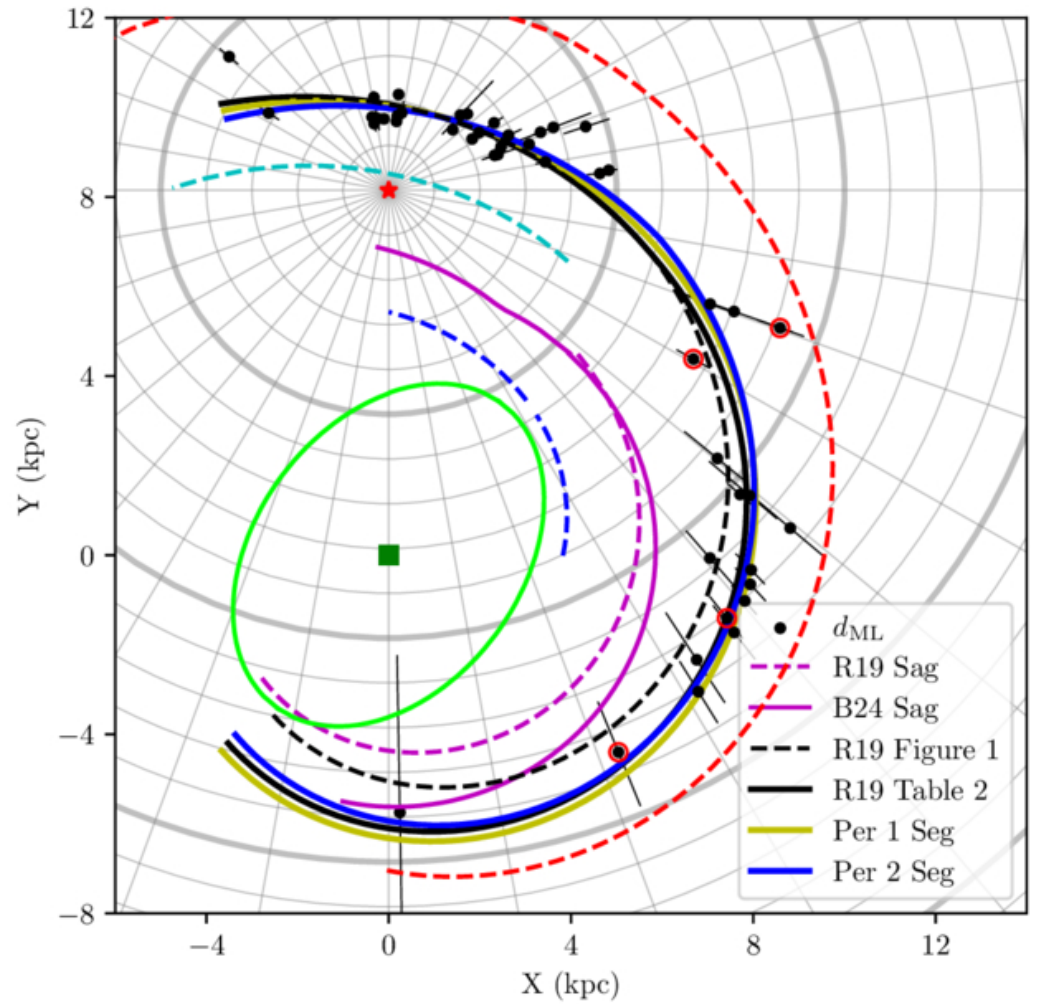 12
8
4
0
−4
−8
Y (kpc)
−4 0 4 8 12
X (kpc)
d_ML
R19 Sag
B24 Sag
R19 Figure 1
R19 Table 2
Per 1 Seg
Per 2 Seg